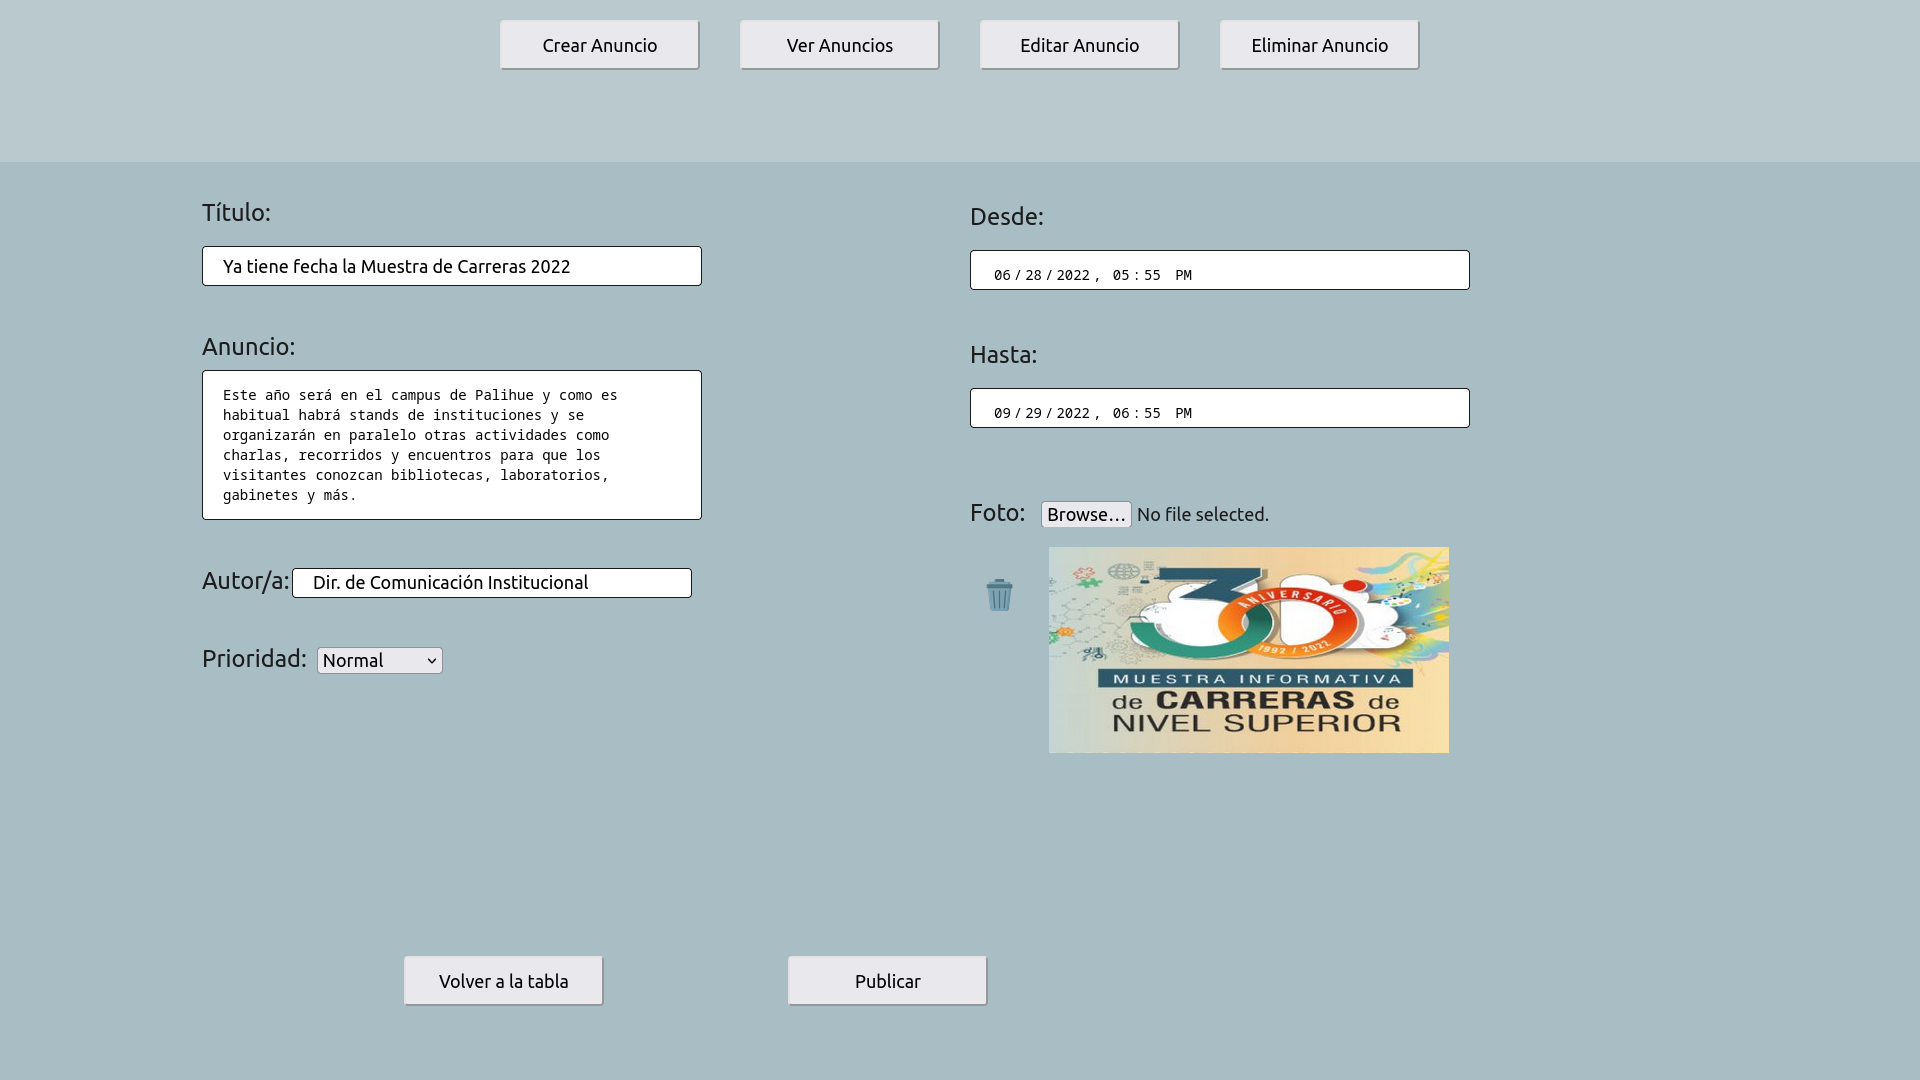 Crear Anuncio
Ver Anuncios
Editar Anuncio
Eliminar Anuncio
Título:
Ya tiene fecha la Muestra de Carreras 2022
Anuncio:
Este año será en el campus de Palihue y como es
habitual habrá stands de instituciones y se
organizarán en paralelo otras actividades como
charlas, recorridos y encuentros para que los
visitantes conozcan bibliotecas, laboratorios,
gabinetes y más.
Autor/a:
Dir. de Comunicación Institucional
Prioridad:
Normal
Desde:
06/28/2022, 05:55 PM
Hasta:
09/29/2022, 06:55 PM
Foto:
Browse... No file selected.
30
ANIVERSARIO
1992 / 2022
MUESTRA INFORMATIVA
de CARRERAS de
NIVEL SUPERIOR
Volver a la tabla
Publicar